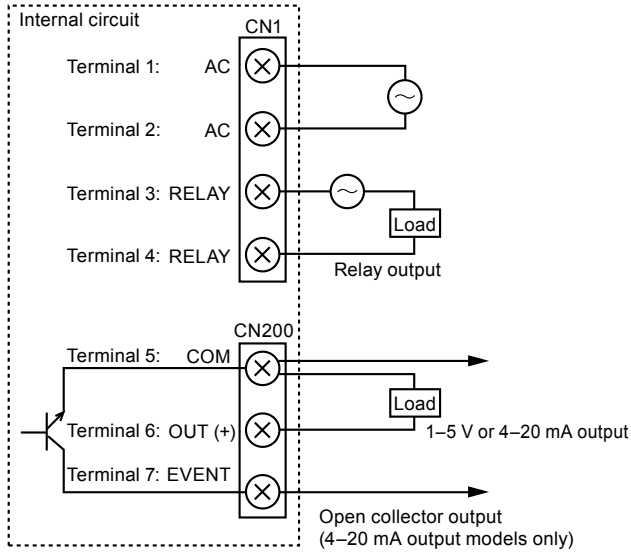 Internal circuit
CN1
Terminal 1: AC
Terminal 2: AC
Terminal 3: RELAY
Load
Terminal 4: RELAY
Relay output
CN200
Terminal 5: COM
Load
Terminal 6: OUT (+)
1–5 V or 4–20 mA output
Terminal 7: EVENT
Open collector output
(4–20 mA output models only)